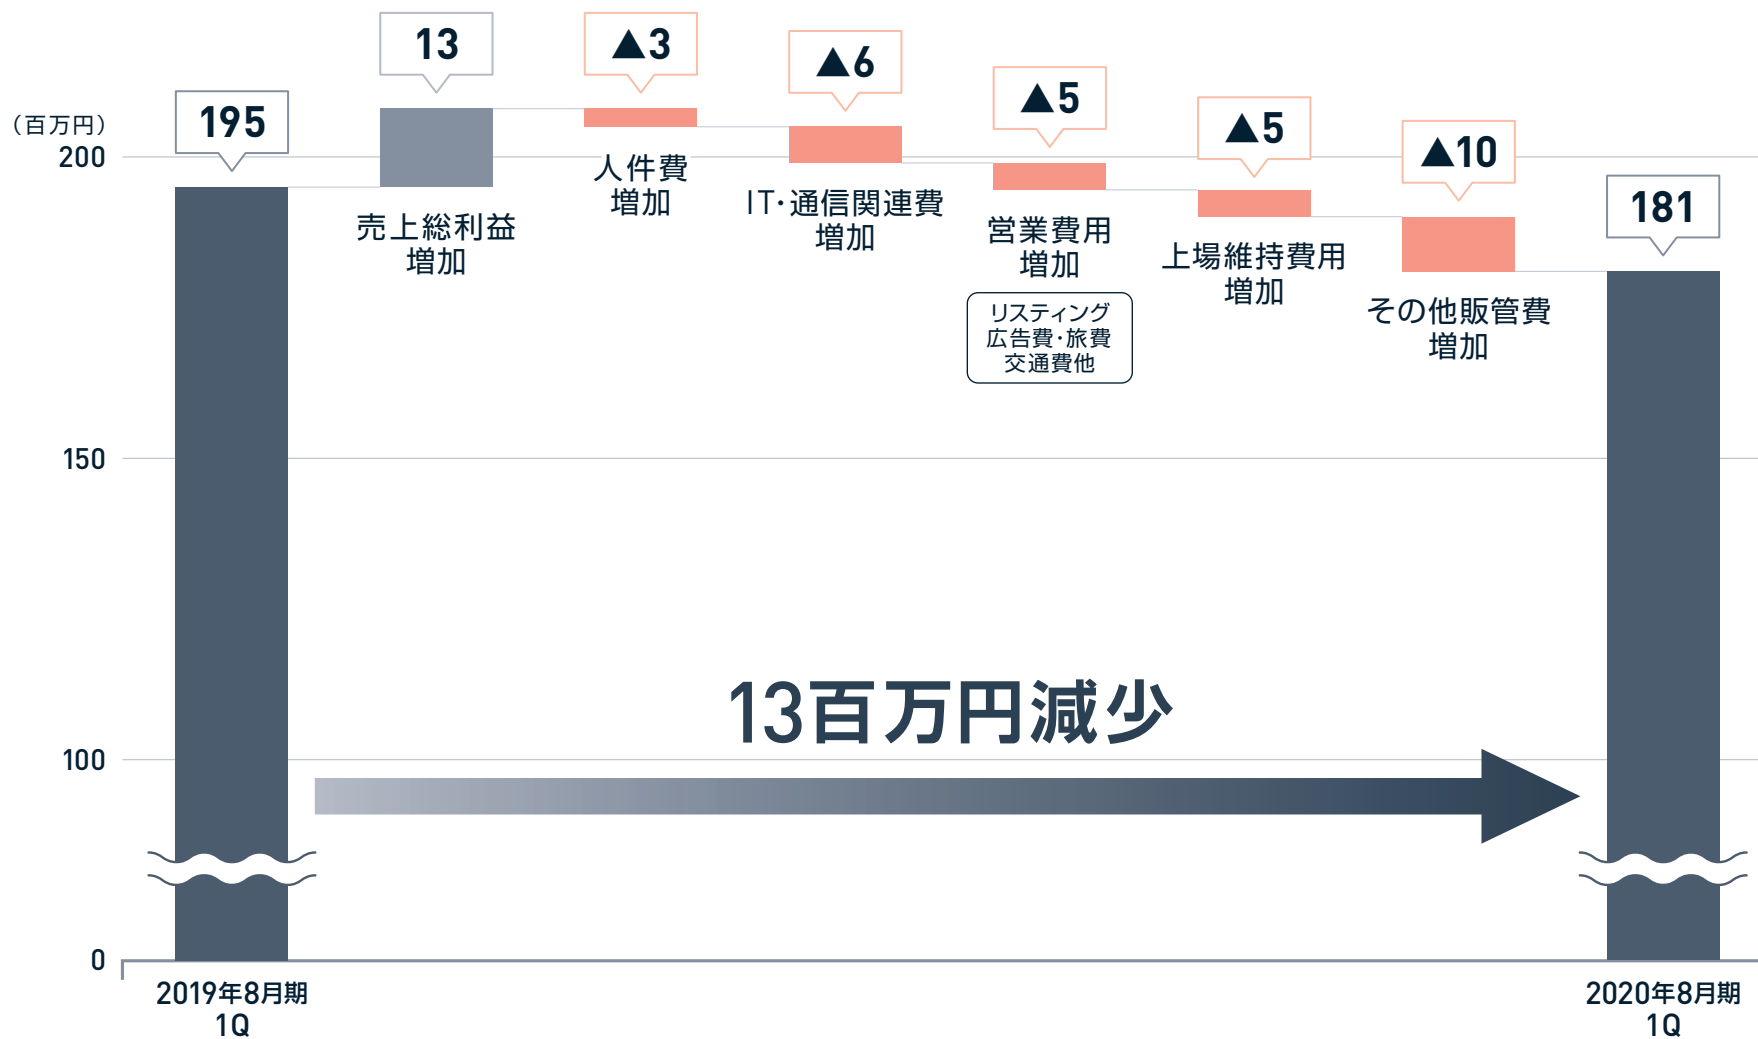 （百万円）
200
150
100
0
195
13
▲3
▲6
▲5
▲5
▲10
181
売上総利益
増加
人件費
増加
IT・通信関連費
増加
営業費用
増加
リスティング
広告費・旅費
交通費他
上場維持費用
増加
その他販管費
増加
13百万円減少
2019年8月期
1Q
2020年8月期
1Q